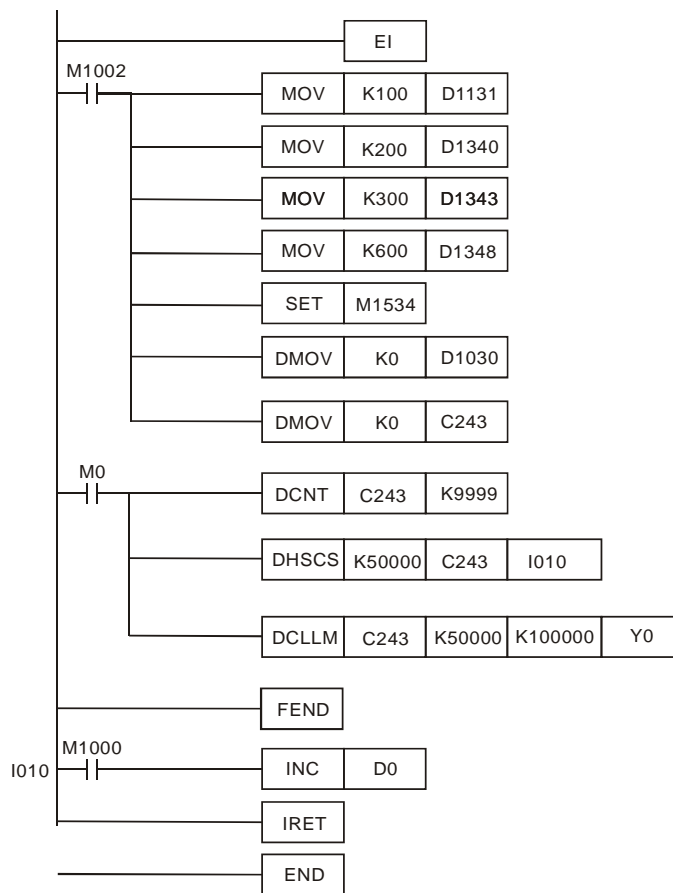 EI
M1002
MOV K100 D1131
MOV K200 D1340
MOV K300 D1343
MOV K600 D1348
SET M1534
DMOV K0 D1030
DMOV K0 C243
M0
DCNT C243 K9999
DHSCS K50000 C243 I010
DCLLM C243 K50000 K100000 Y0
FEND
M1000
I010 INC D0
IRET
END